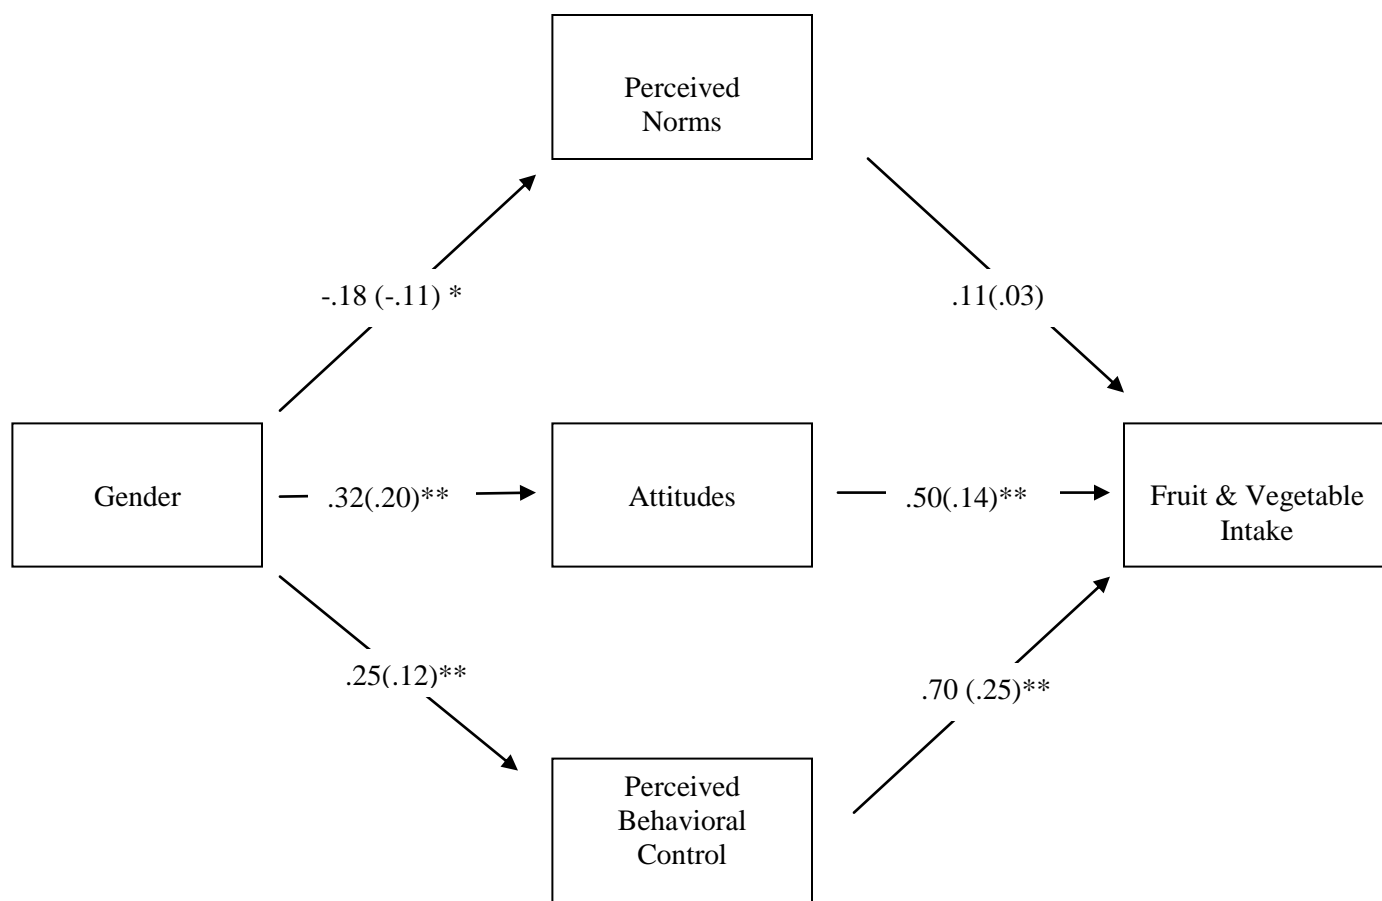 Perceived
Norms
-.18 (-.11) *
.11(.03)
Gender
.32(.20)**
Attitudes
.50(.14)**
Fruit & Vegetable
Intake
.25(.12)**
.70 (.25)**
Perceived
Behavioral
Control